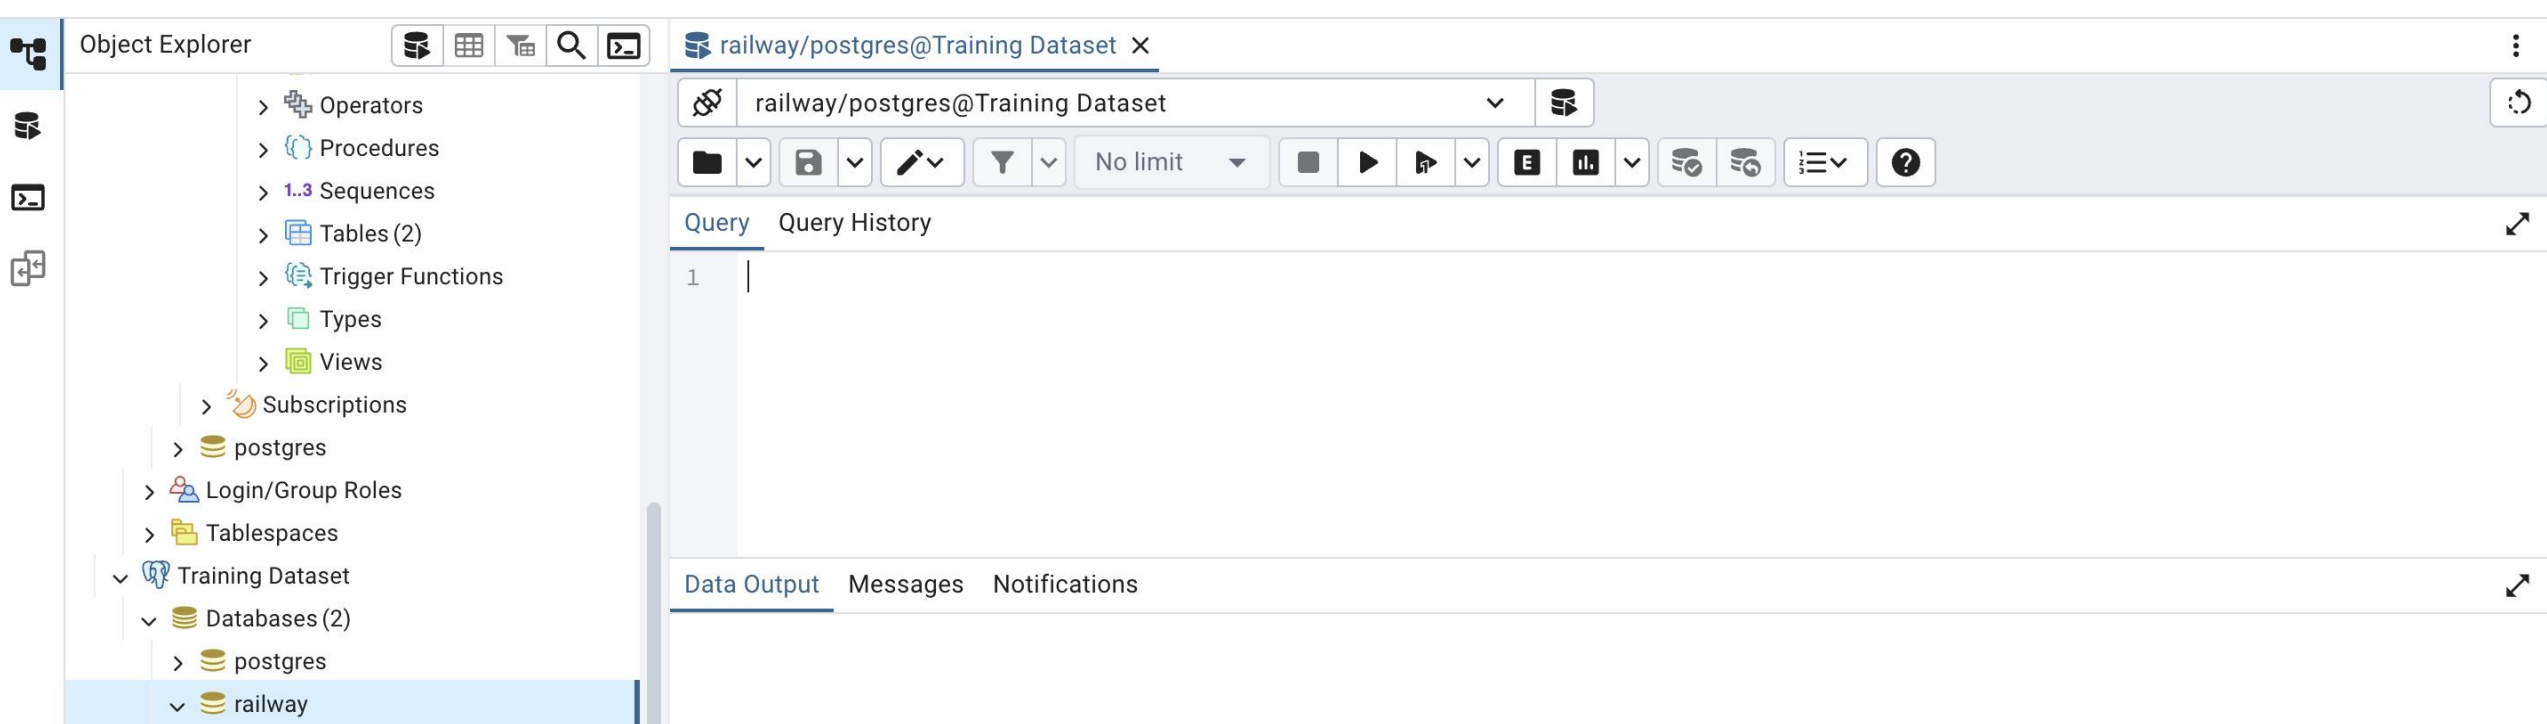 Object Explorer
railway/postgres@Training Dataset
railway/postgres@Training Dataset
No limit
E
Query
Query History
1
Operators
Procedures
1..3 Sequences
Tables (2)
Trigger Functions
Types
Views
Subscriptions
postgres
Login/Group Roles
Tablespaces
Training Dataset
Databases (2)
postgres
railway
Data Output
Messages
Notifications